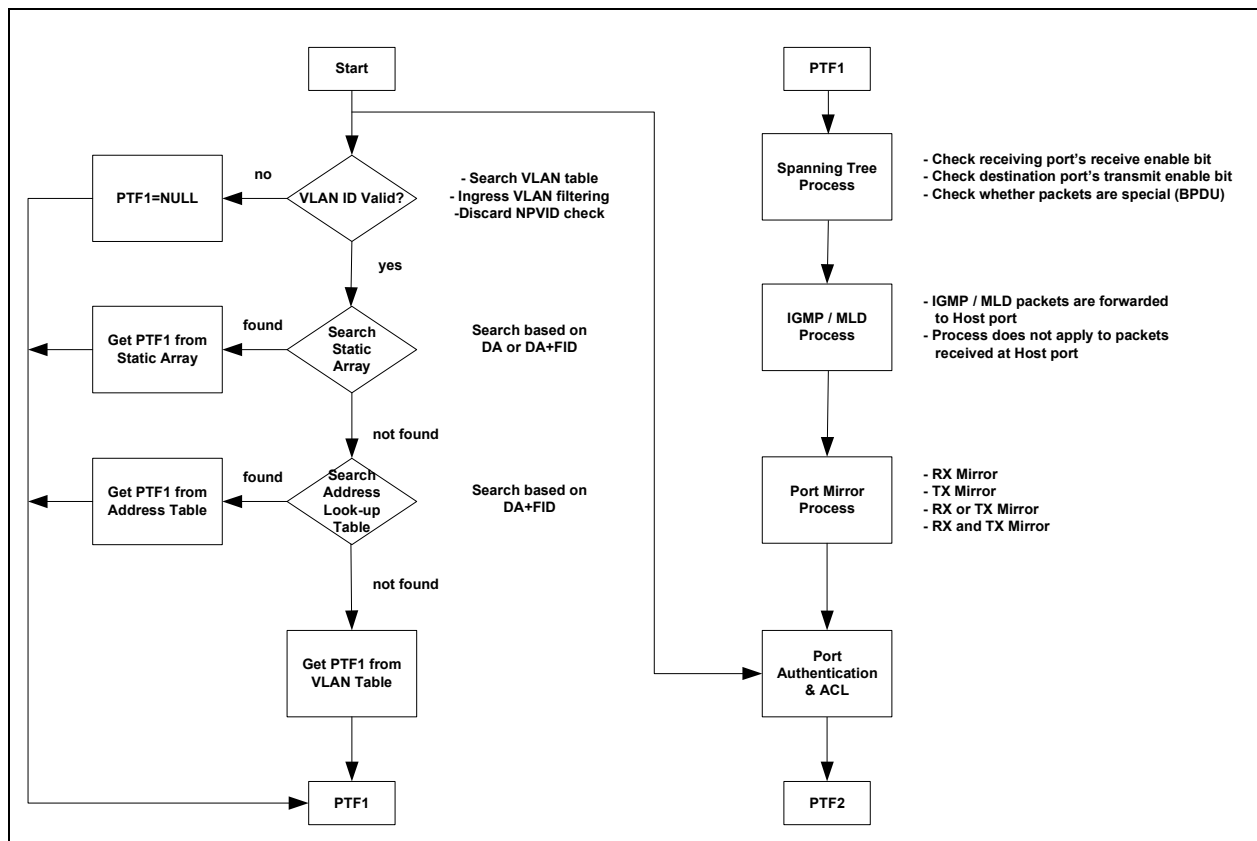 Start
VLAN ID Valid?
no
PTF1=NULL
- Search VLAN table
- Ingress VLAN filtering
-Discard NPVID check
yes
Search
Static
Array
found
Get PTF1 from
Static Array
Search based on
DA or DA+FID
not found
Search
Address
Look-up
Table
found
Get PTF1 from
Address Table
Search based on
DA+FID
not found
Get PTF1 from
VLAN Table
PTF1
PTF1
Spanning Tree
Process
- Check receiving port's receive enable bit
- Check destination port's transmit enable bit
- Check whether packets are special (BPDU)
IGMP / MLD
Process
- IGMP / MLD packets are forwarded
to Host port
- Process does not apply to packets
received at Host port
Port Mirror
Process
- RX Mirror
- TX Mirror
- RX or TX Mirror
- RX and TX Mirror
Port
Authentication
& ACL
PTF2